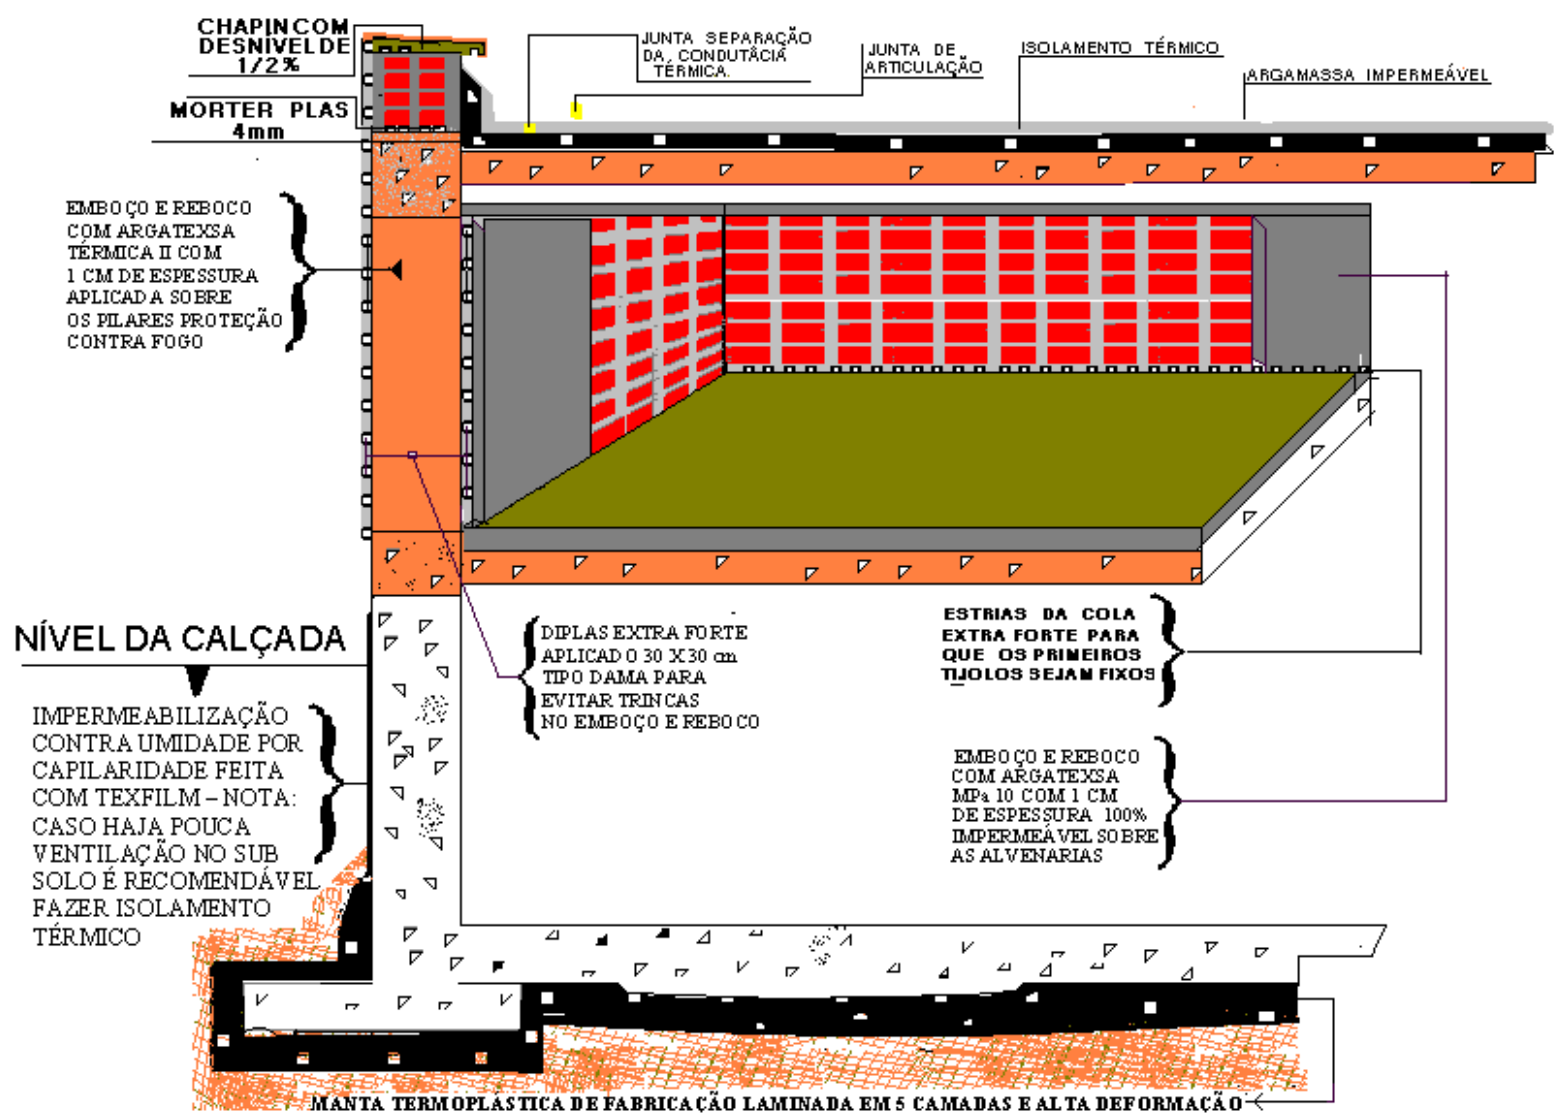 CHAPIN COM
DESNIVEL DE
1/2%
MORTER PLAS
4mm
JUNTA SEPARAÇÃO
DA CONDUTÂCIA
TÉRMICA.
JUNTA DE
ARTICULAÇÃO
ISOLAMENTO TÉRMICO
ARGAMASSA IMPERMEÁVEL
EMBOÇO E REBOCO
COM ARGATEXSA
TÉRMICA II COM
1 CM DE ESPESSURA
APLICADA SOBRE
OS PILARES PROTEÇÃO
CONTRA FOGO
NÍVEL DA CALÇADA
IMPERMEABILIZAÇÃO
CONTRA UMIDADE POR
CAPILARIDADE FEITA
COM TEXFILM – NOTA:
CASO HAJA POUCA
VENTILAÇÃO NO SUB
SOLO É RECOMENDÁVEL
FAZER ISOLAMENTO
TÉRMICO
DIPLAS EXTRA FORTE
APLICADO 30 X 30 cm
TIPO DAMA PARA
EVITAR TRINCAS
NO EMBOÇO E REBOCO
ESTRIAS DA COLA
EXTRA FORTE PARA
QUE OS PRIMEIROS
TIJOLOS SEJAM FIXOS
EMBOÇO E REBOCO
COM ARGATEXSA
MPa 10 COM 1 CM
DE ESPESSURA 100%
IMPERMEÁVEL SOBRE
AS ALVENARIAS
MANTA TERMOPLÁSTICA DE FABRICAÇÃO LAMINADA EM 5 CAMADAS E ALTA DEFORMAÇÃO